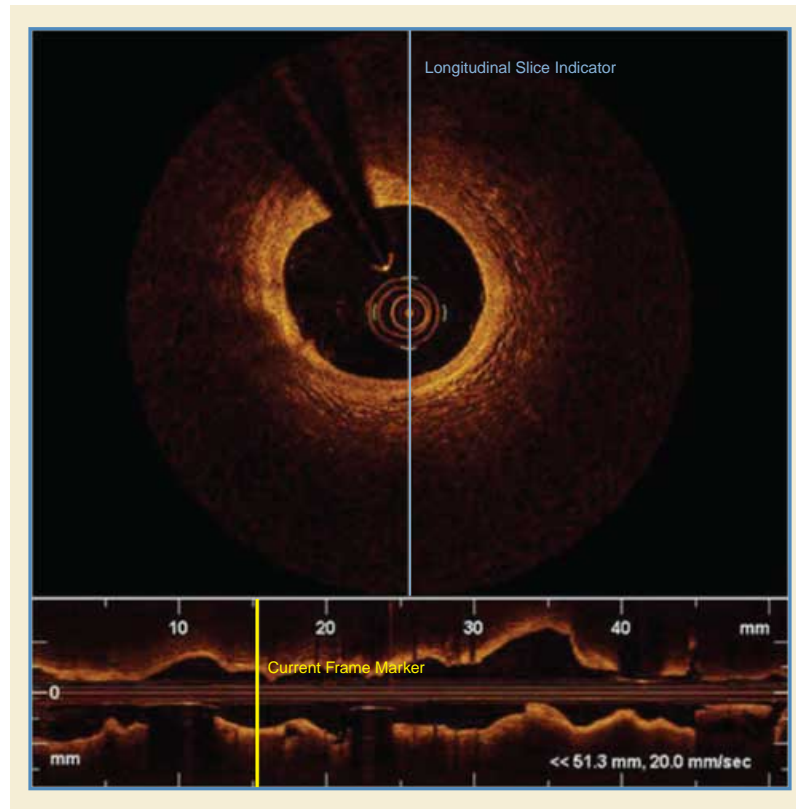 Longitudinal Slice Indicator
10 20 30 40 mm
Current Frame Marker
0
mm
<< 51.3 mm, 20.0 mm/sec